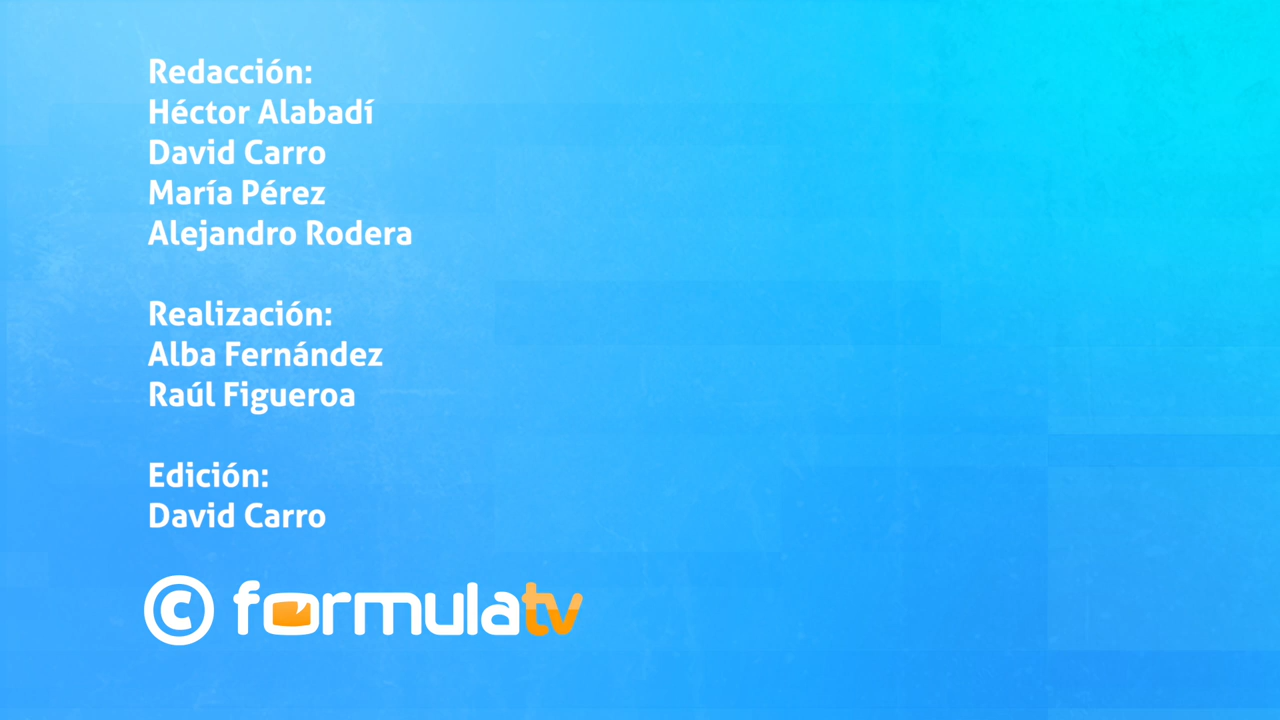 Redacción:
Héctor Alabadí
David Carro
María Pérez
Alejandro Rodera
Realización:
Alba Fernández
Raúl Figueroa
Edición:
David Carro
© formulatv